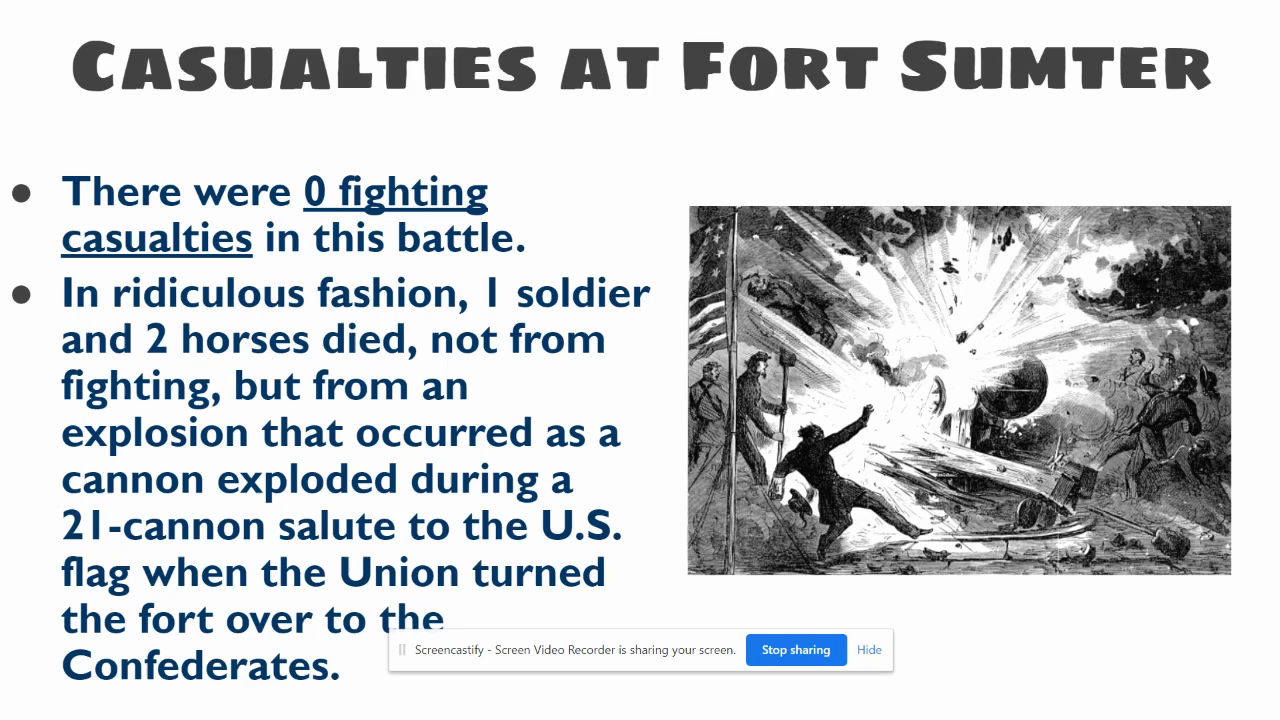 CASUALTIES AT FORT SUMTER
● There were 0 fighting
casualties in this battle.
● In ridiculous fashion, 1 soldier
and 2 horses died, not from
fighting, but from an
explosion that occurred as a
cannon exploded during a
21-cannon salute to the U.S.
flag when the Union turned
the fort over to the
Confederates.
Screencastify - Screen Video Recorder is sharing your screen.
Stop sharing
Hide